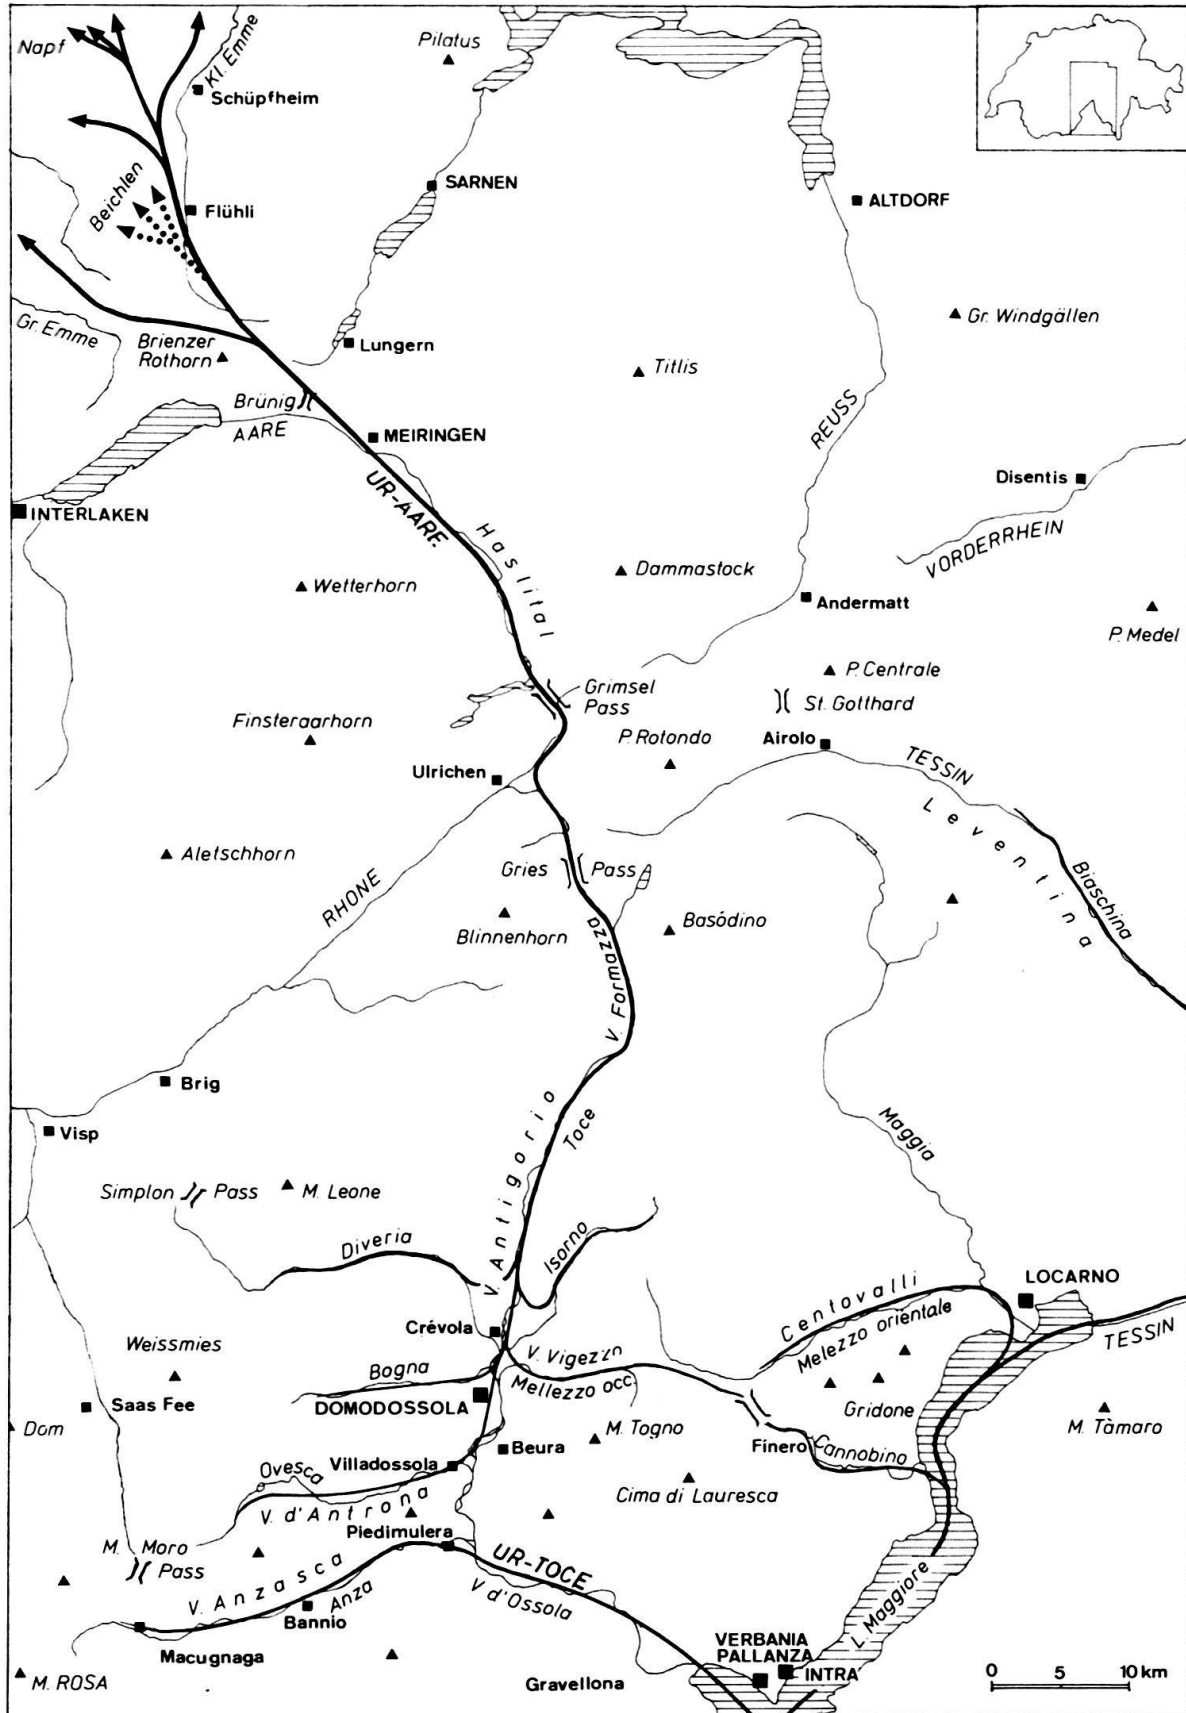 Napf
Kl. Emme
Pilatus
Schüpfheim
SARNEN
ALTDORF
Beichlen
Flühli
Gr. Emme
Brienzer
Rothorn
Lungern
Gr. Windgällen
Titlis
Brünig
AARE
MEIRINGEN
REUSS
UR-AARE
Disentis
INTERLAKEN
Haslital
VORDERRHEIN
Wetterhorn
Dammastock
Andermatt
P. Medel
P. Centrale
Grimsel
Pass
St. Gotthard
Finsteraarhorn
P. Rotondo
Airolo
Ulrichen
TESSIN
Leventina
Aletschhorn
Gries Pass
RHONE
Biaschina
Blinnenhorn
Basódino
V. Formazza
Brig
Visp
V. Antigorio
Toce
Maggia
Simplon Pass
M. Leone
Diveria
Isorno
LOCARNO
Centovalli
Melezzo orientale
TESSIN
Crévola
Weissmies
V. Vigezzo
Bogna
Mellezzo occ.
Saas Fee
DOMODOSSOLA
Gridone
Dom
M. Togno
M. Tàmaro
Beura
Finero
Cannobino
Villadossola
Ovesca
V. d'Antrona
Cima di Lauresca
Piedimulera
M. Moro
Pass
UR-TOCE
V. Anzasca
Anza
V d'Ossola
Bannio
L. Maggiore
Macugnaga
VERBANIA
PALLANZA
INTRA
M. ROSA
Gravellona
0 5 10 km